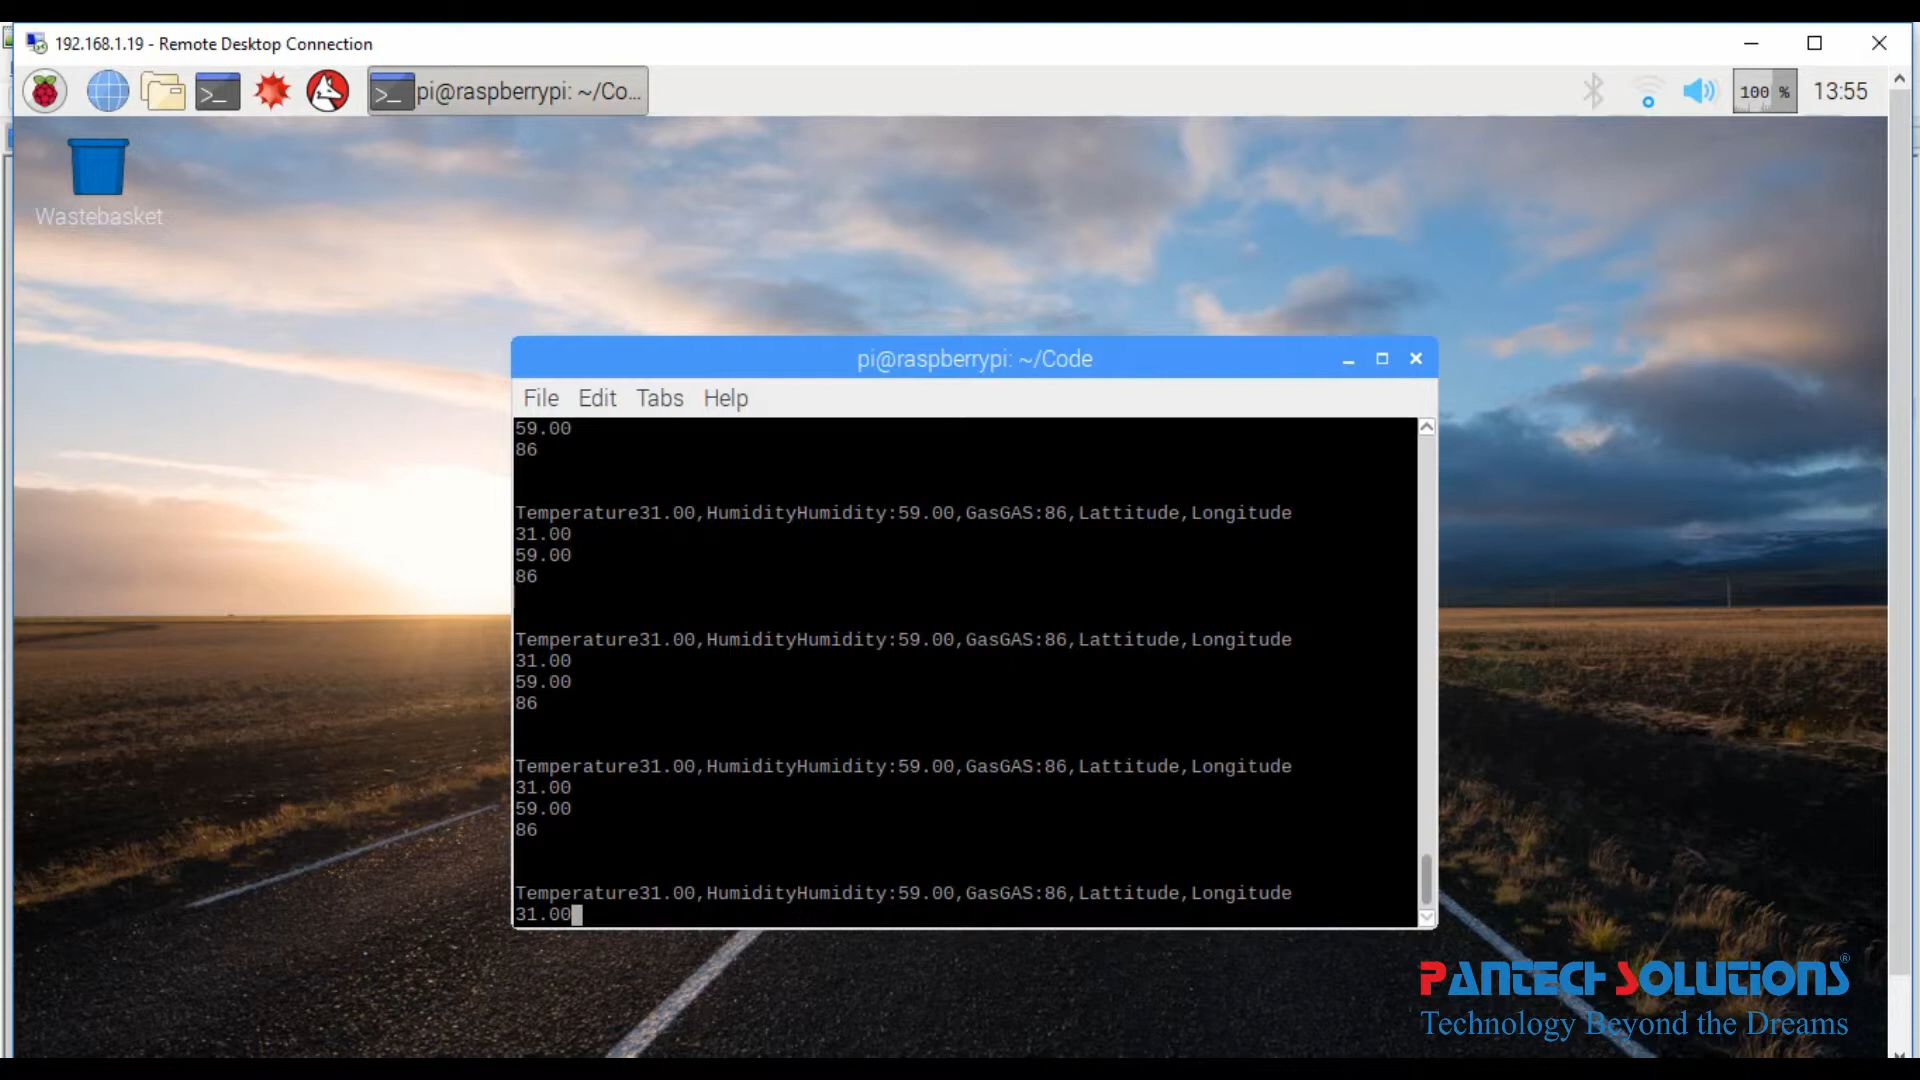 192.168.1.19 - Remote Desktop Connection
pi@raspberrypi: ~/Co...
100 %
13:55
Wastebasket
pi@raspberrypi: ~/Code
File Edit Tabs Help
59.00
86
Temperature31.00,HumidityHumidity:59.00,GasGAS:86,Lattitude,Longitude
31.00
59.00
86
Temperature31.00,HumidityHumidity:59.00,GasGAS:86,Lattitude,Longitude
31.00
59.00
86
Temperature31.00,HumidityHumidity:59.00,GasGAS:86,Lattitude,Longitude
31.00
59.00
86
Temperature31.00,HumidityHumidity:59.00,GasGAS:86,Lattitude,Longitude
31.00
PANTECH SOLUTIONS®
Technology Beyond the Dreams